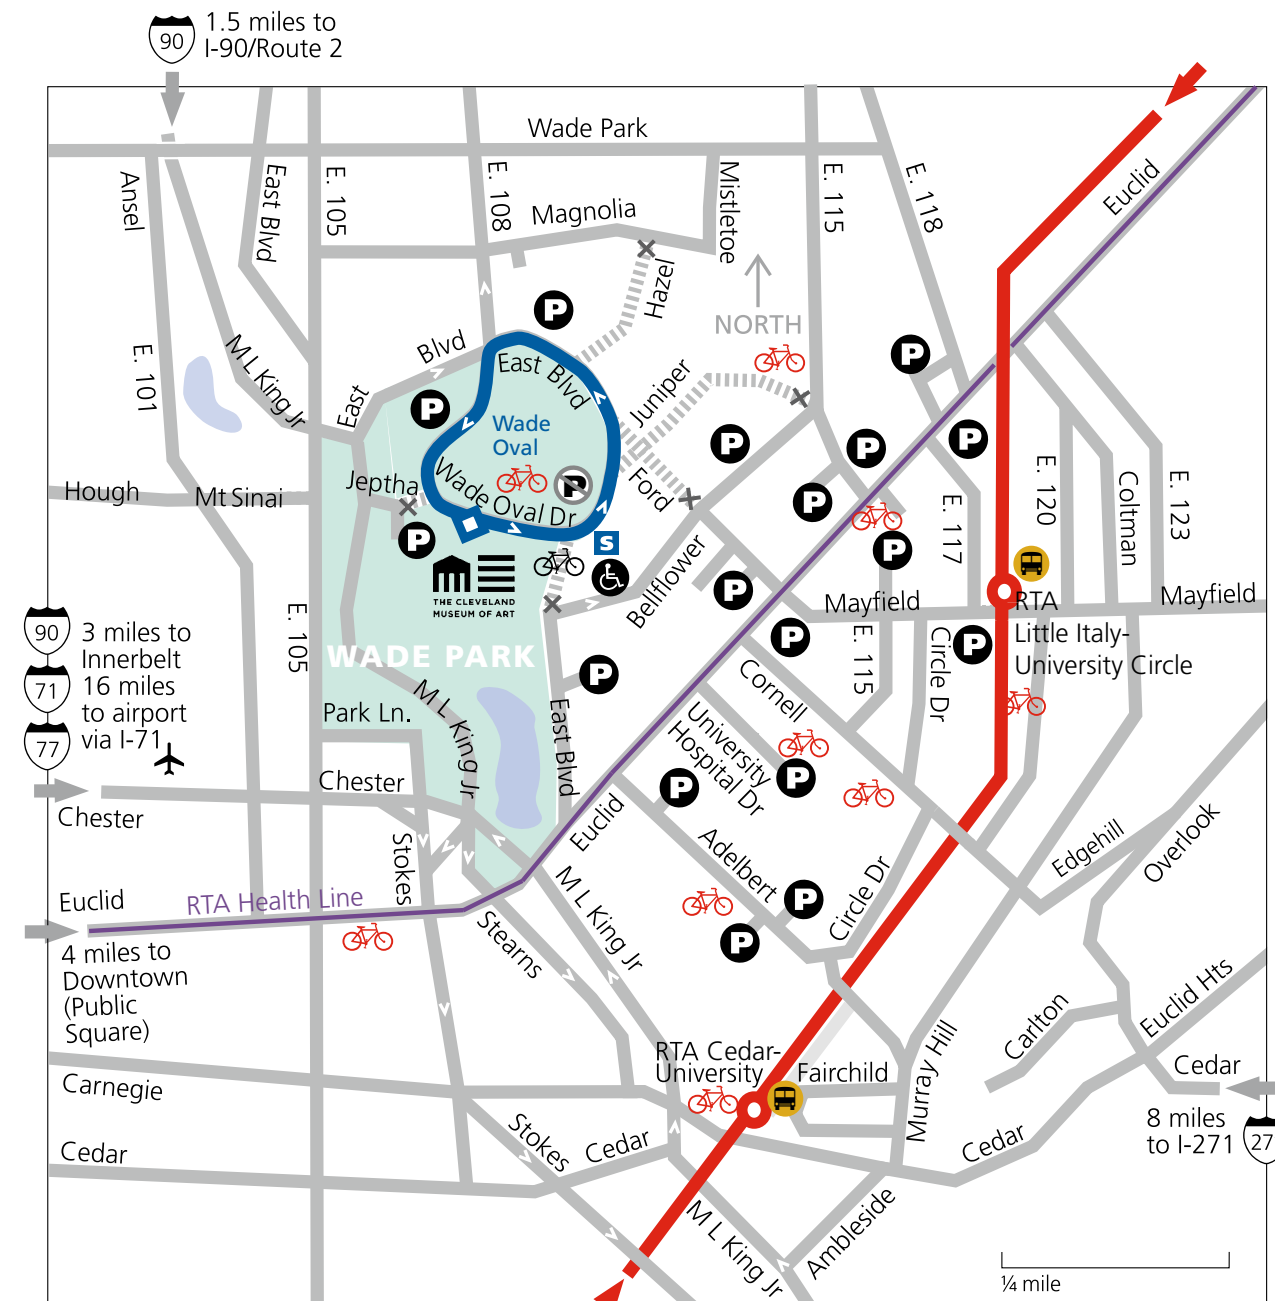 90
1.5 miles to
I-90/Route 2
Wade Park
Ansel
East Blvd
E. 105
E. 108
Magnolia
Mistletoe
E. 115
E. 118
Euclid
Hazel
NORTH
E. 101
M L King Jr
Blvd
East
East Blvd
Juniper
P
P
P
P
P
P
Wade
Oval
Wade Oval Dr
P
Jeptha
Ford
Hough
Mt Sinai
P
P
P
S
THE CLEVELAND
MUSEUM OF ART
Bellflower
P
E. 117
E. 120
Coltman
E. 123
Mayfield
Mayfield
RTA
Little Italy-
University Circle
90
71
77
3 miles to
Innerbelt
16 miles
to airport
via I-71
E. 105
WADE PARK
P
P
P
E. 115
Circle Dr
Cornell
Park Ln.
M L King Jr
East Blvd
University
Hospital Dr
P
P
Chester
Chester
Stokes
Euclid
Adelbert
Edgehill
Overlook
Euclid
RTA Health Line
P
P
Circle Dr
4 miles to
Downtown
(Public
Square)
Stearns
M L King Jr
Carlton
Euclid Hts
RTA Cedar-
University
Fairchild
Murray Hill
Cedar
8 miles
to I-271
27
Carnegie
Cedar
Stokes
Cedar
Cedar
M L King Jr
Ambleside
¼ mile